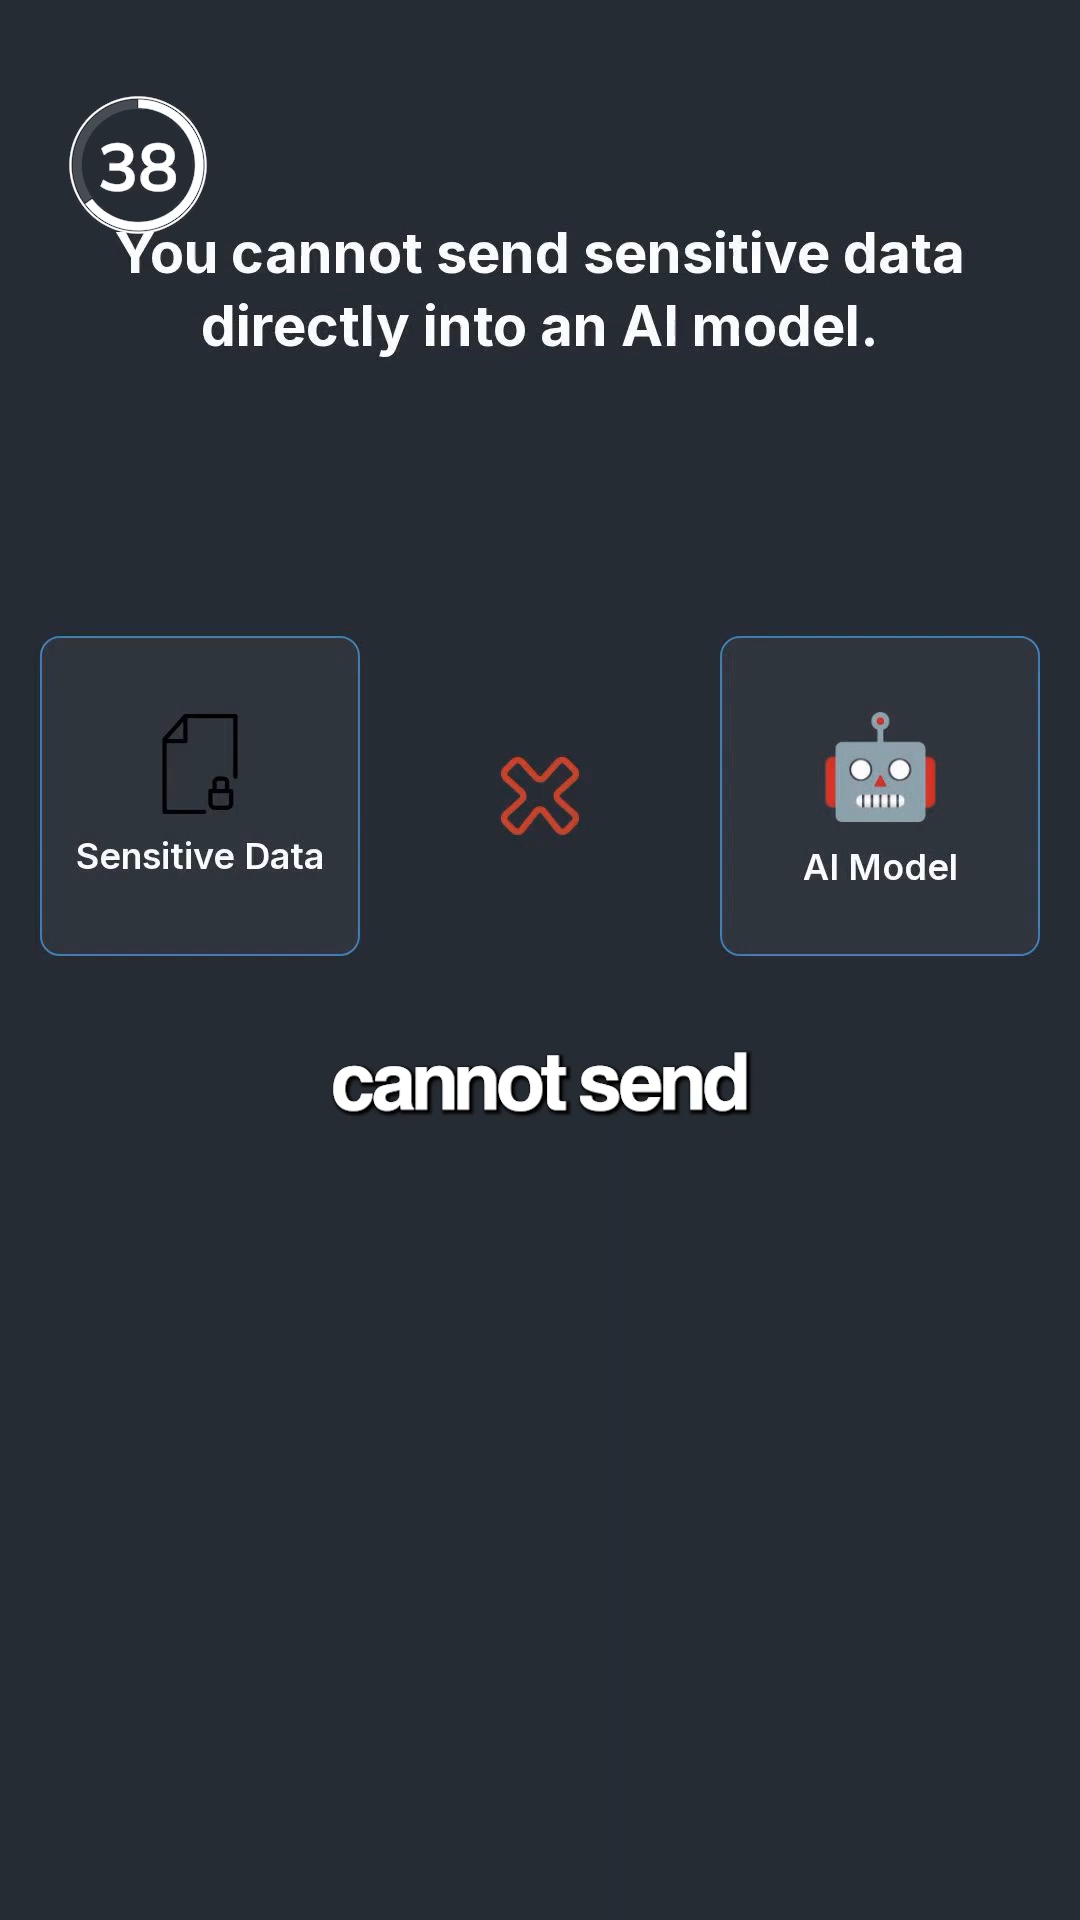 38
You cannot send sensitive data
directly into an AI model.
Sensitive Data
AI Model
cannot send